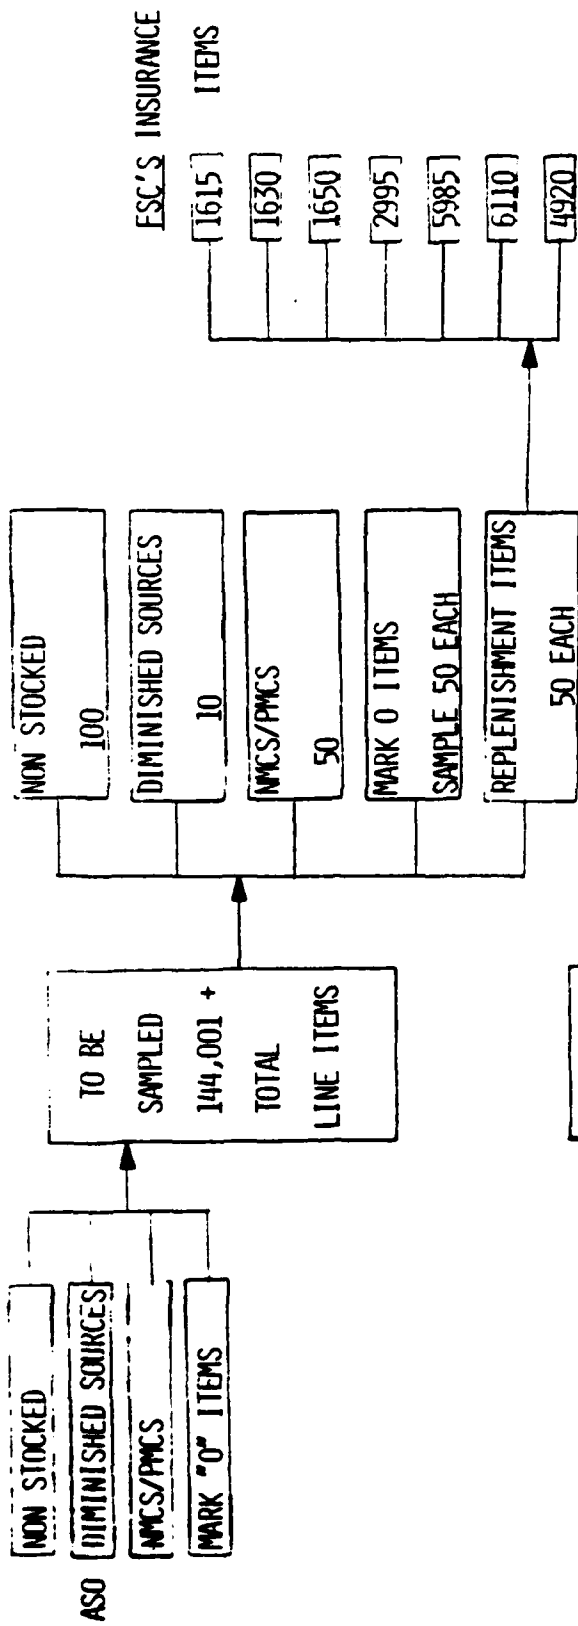 ASO
NON STOCKED
DIMINISHED SOURCES
NMCS/PMCS
MARK "O" ITEMS
TO BE
SAMPLED
144,001 +
TOTAL
LINE ITEMS
NON STOCKED
100
DIMINISHED SOURCES
10
NMCS/PMCS
50
MARK O ITEMS
SAMPLE 50 EACH
REPLENISHMENT ITEMS
50 EACH
FSC'S INSURANCE
ITEMS
1615
1630
1650
2995
5985
6110
4920